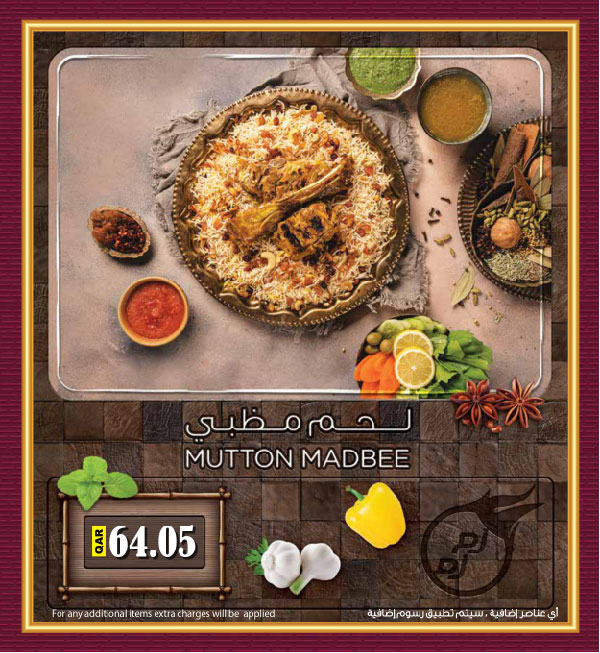 لحم مظبي
MUTTON MADBEE
QAR 64.05
For any additional items extra charges will be applied
أي عناصر إضافية ، سيتم تطبيق رسوم إضافية